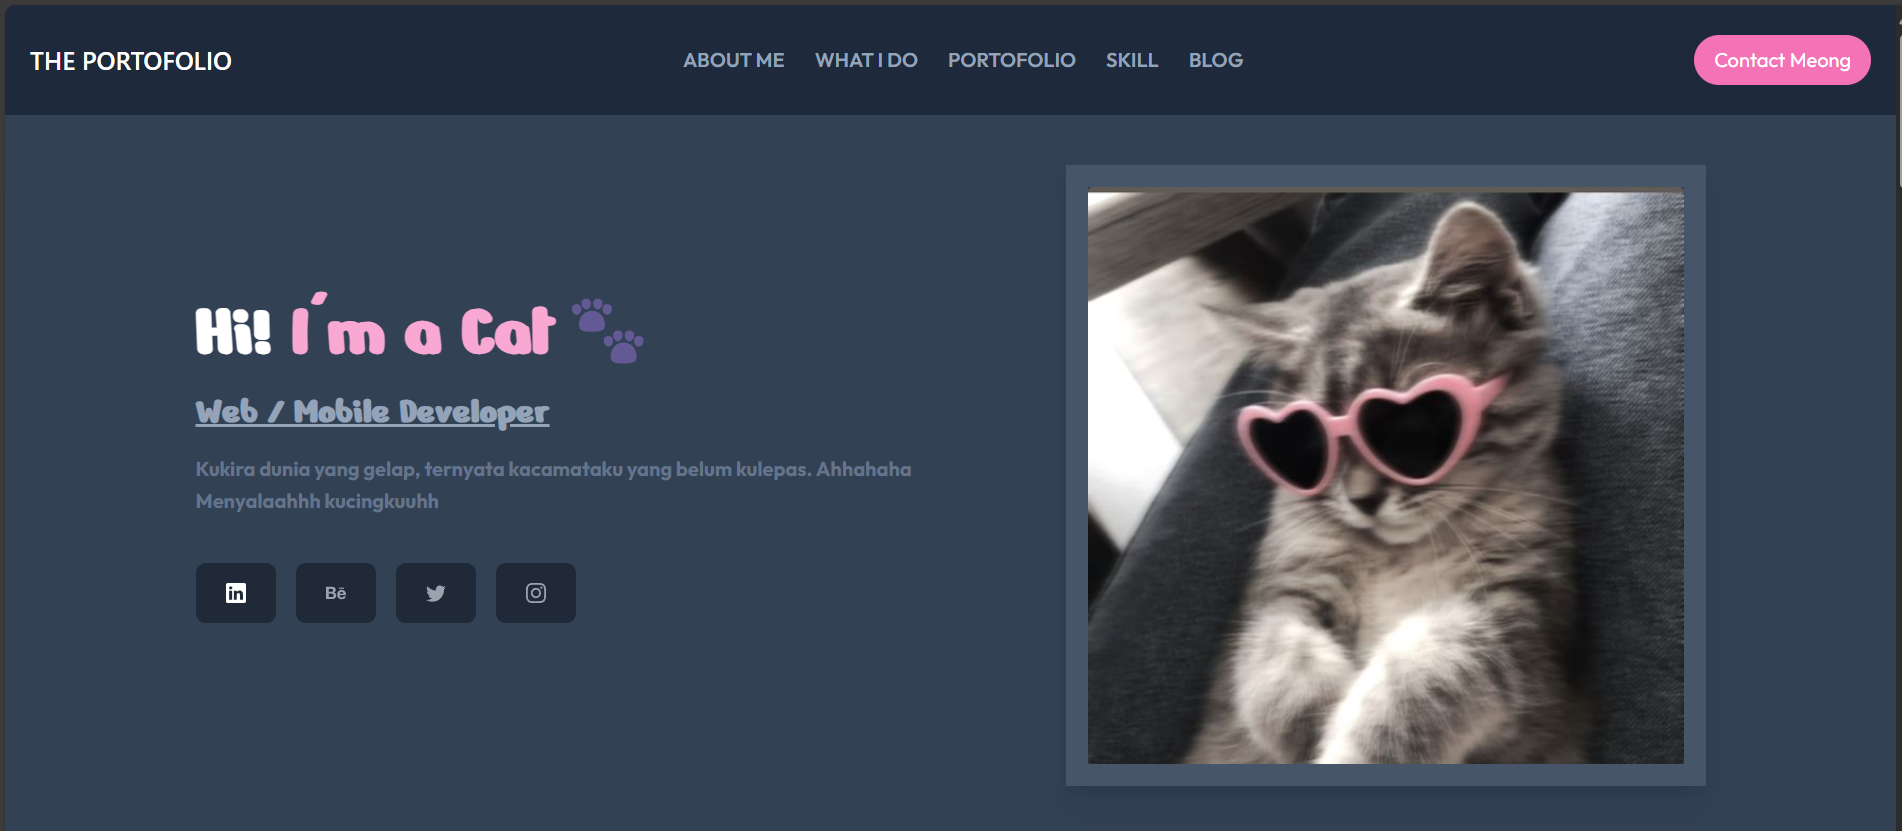 THE PORTOFOLIO
ABOUT ME
WHAT I DO
PORTOFOLIO
SKILL
BLOG
Contact Meong
Hi! I´m a Cat
Web / Mobile Developer
Kukira dunia yang gelap, ternyata kacamataku yang belum kulepas. Ahhahaha
Menyalaahhh kucingkuuhh
in
Bē